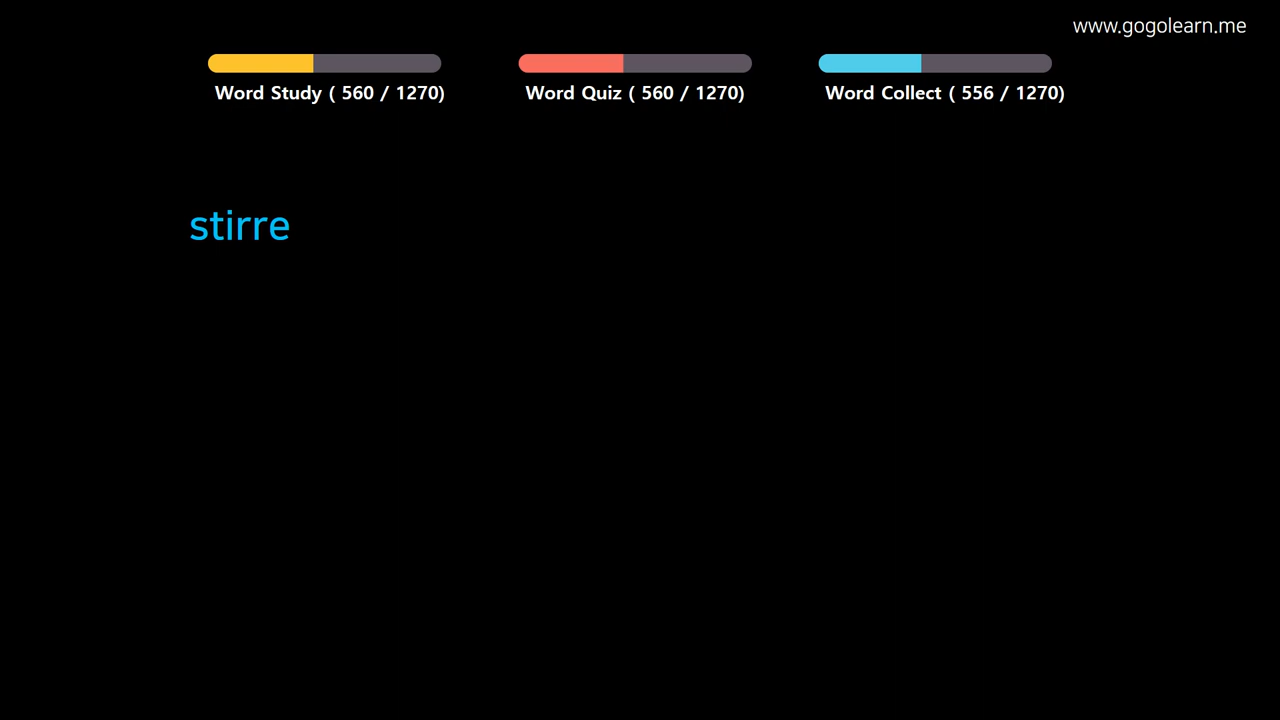 www.gogolearn.me
Word Study ( 560 / 1270)
Word Quiz ( 560 / 1270)
Word Collect ( 556 / 1270)
stirre